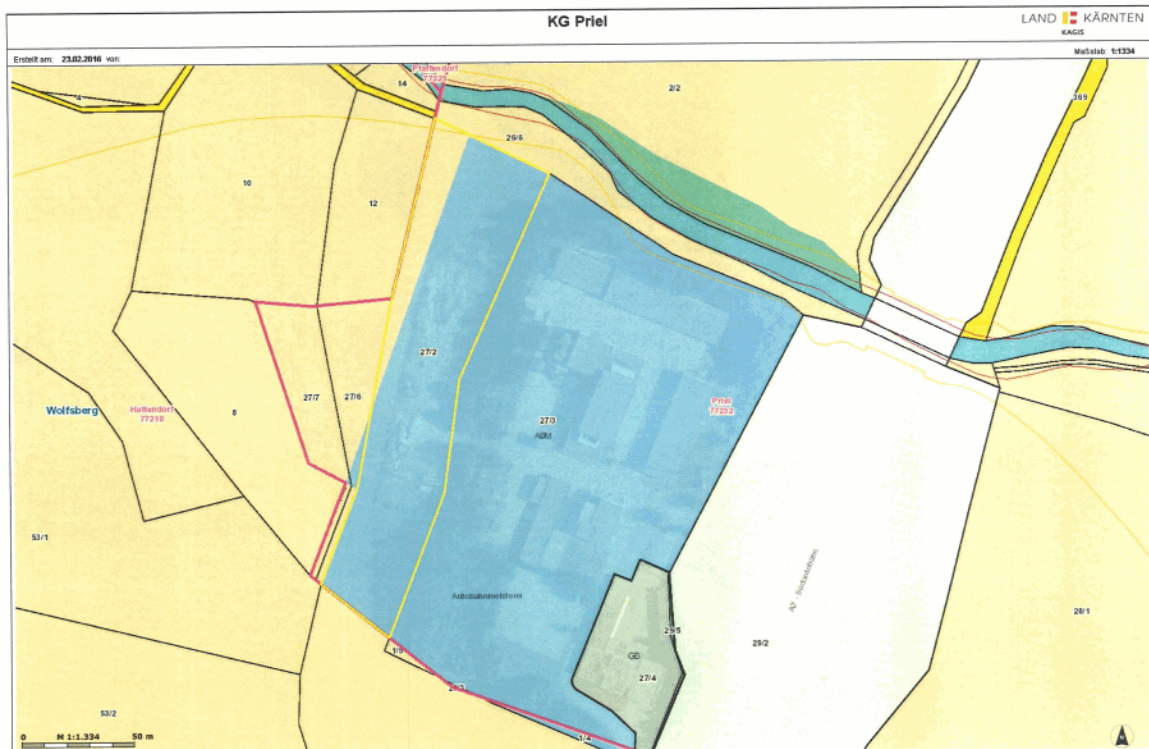 KG Priel
LAND KÄRNTEN
KAGIS
Erstellt am: 23.02.2016 von:
Maßstab: 1:1334
Pfaffendorf
77229
14
2/2
369
4
26/6
10
12
27/2
27/7
27/6
Wolfsberg
Hattendorf
77210
8
27/3
ABM
Priel
77232
53/1
Autobahnmeisterei
A2 - Südautobahn
28/1
29/5
29/2
GB
27/4
1/5
53/2
1/4
0 M 1:1.334 50 m
N